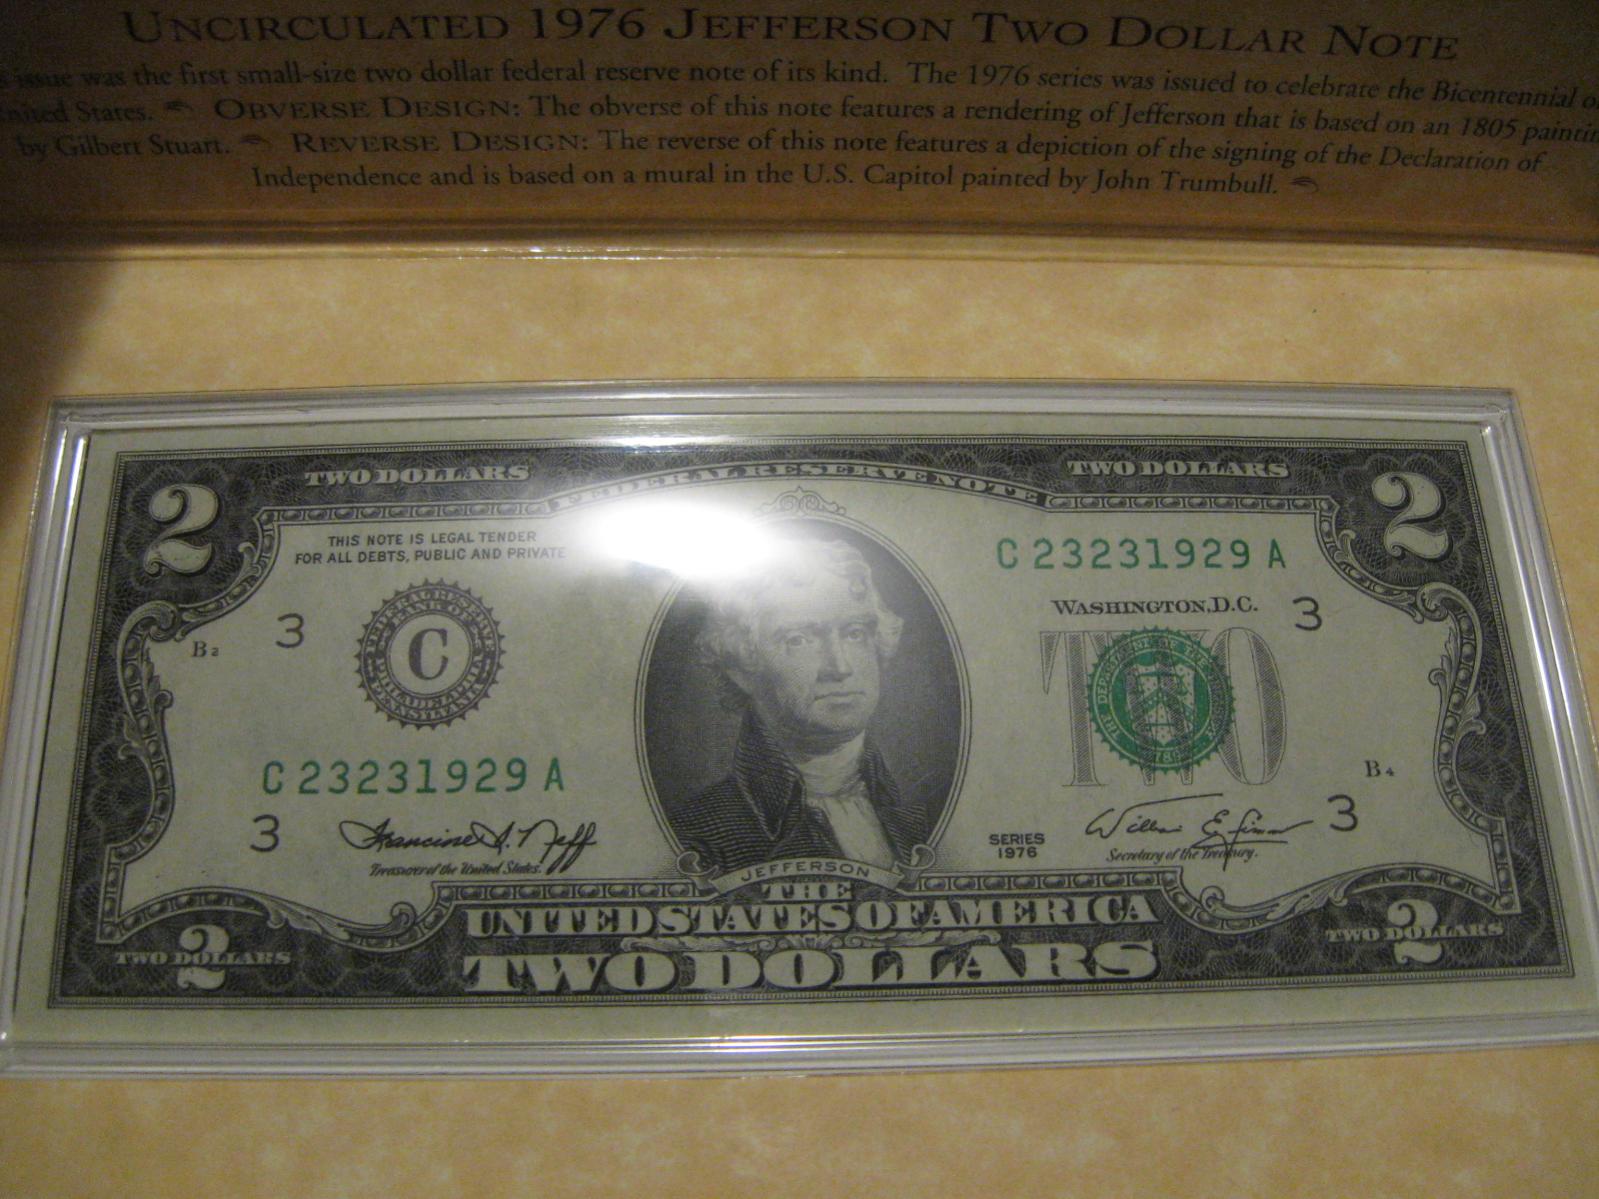 UNCIRCULATED 1976 JEFFERSON TWO DOLLAR NOTE
issue was the first small-size two dollar federal reserve note of its kind. The 1976 series was issued to celebrate the Bicentennial
United States. OBVERSE DESIGN: The obverse of this note features a rendering of Jefferson that is based on an 1805 paintin
by Gilbert Stuart. REVERSE DESIGN: The reverse of this note features a depiction of the signing of the Declaration of
Independence and is based on a mural in the U.S. Capitol painted by John Trumbull.
2 TWO DOLLARS FEDERAL RESERVE NOTE TWO DOLLARS 2
THIS NOTE IS LEGAL TENDER
FOR ALL DEBTS, PUBLIC AND PRIVATE
C 23231929 A
WASHINGTON, D.C.
B2 3 C 3
TWO
C 23231929 A B4
3 Francine I. Neff 3
Treasurer of the United States.
SERIES
1976
William E. Simon
Secretary of the Treasury.
JEFFERSON
THE
UNITED STATES OF AMERICA
TWO DOLLARS
2 TWO DOLLARS
2 TWO DOLLARS